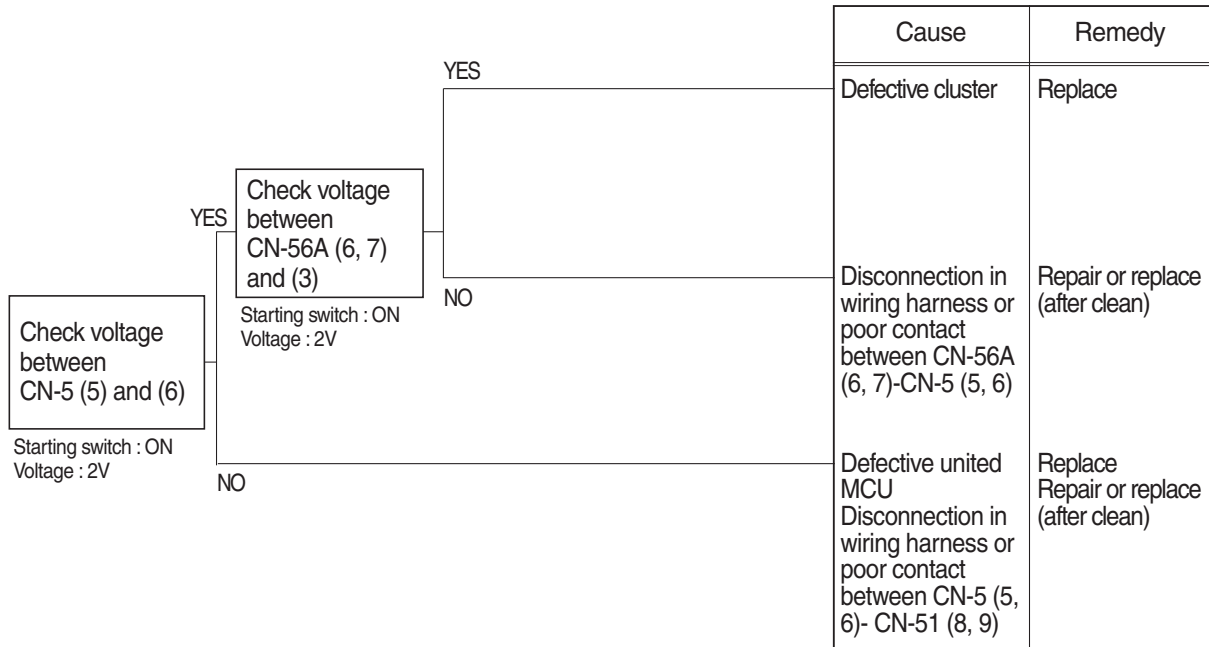 Cause
Remedy
YES
Defective cluster
Replace
Check voltage
between
CN-56A (6, 7)
and (3)
YES
Starting switch : ON
Voltage : 2V
NO
Disconnection in
wiring harness or
poor contact
between CN-56A
(6, 7)-CN-5 (5, 6)
Repair or replace
(after clean)
Check voltage
between
CN-5 (5) and (6)
Starting switch : ON
Voltage : 2V
NO
Defective united
MCU
Disconnection in
wiring harness or
poor contact
between CN-5 (5,
6)- CN-51 (8, 9)
Replace
Repair or replace
(after clean)